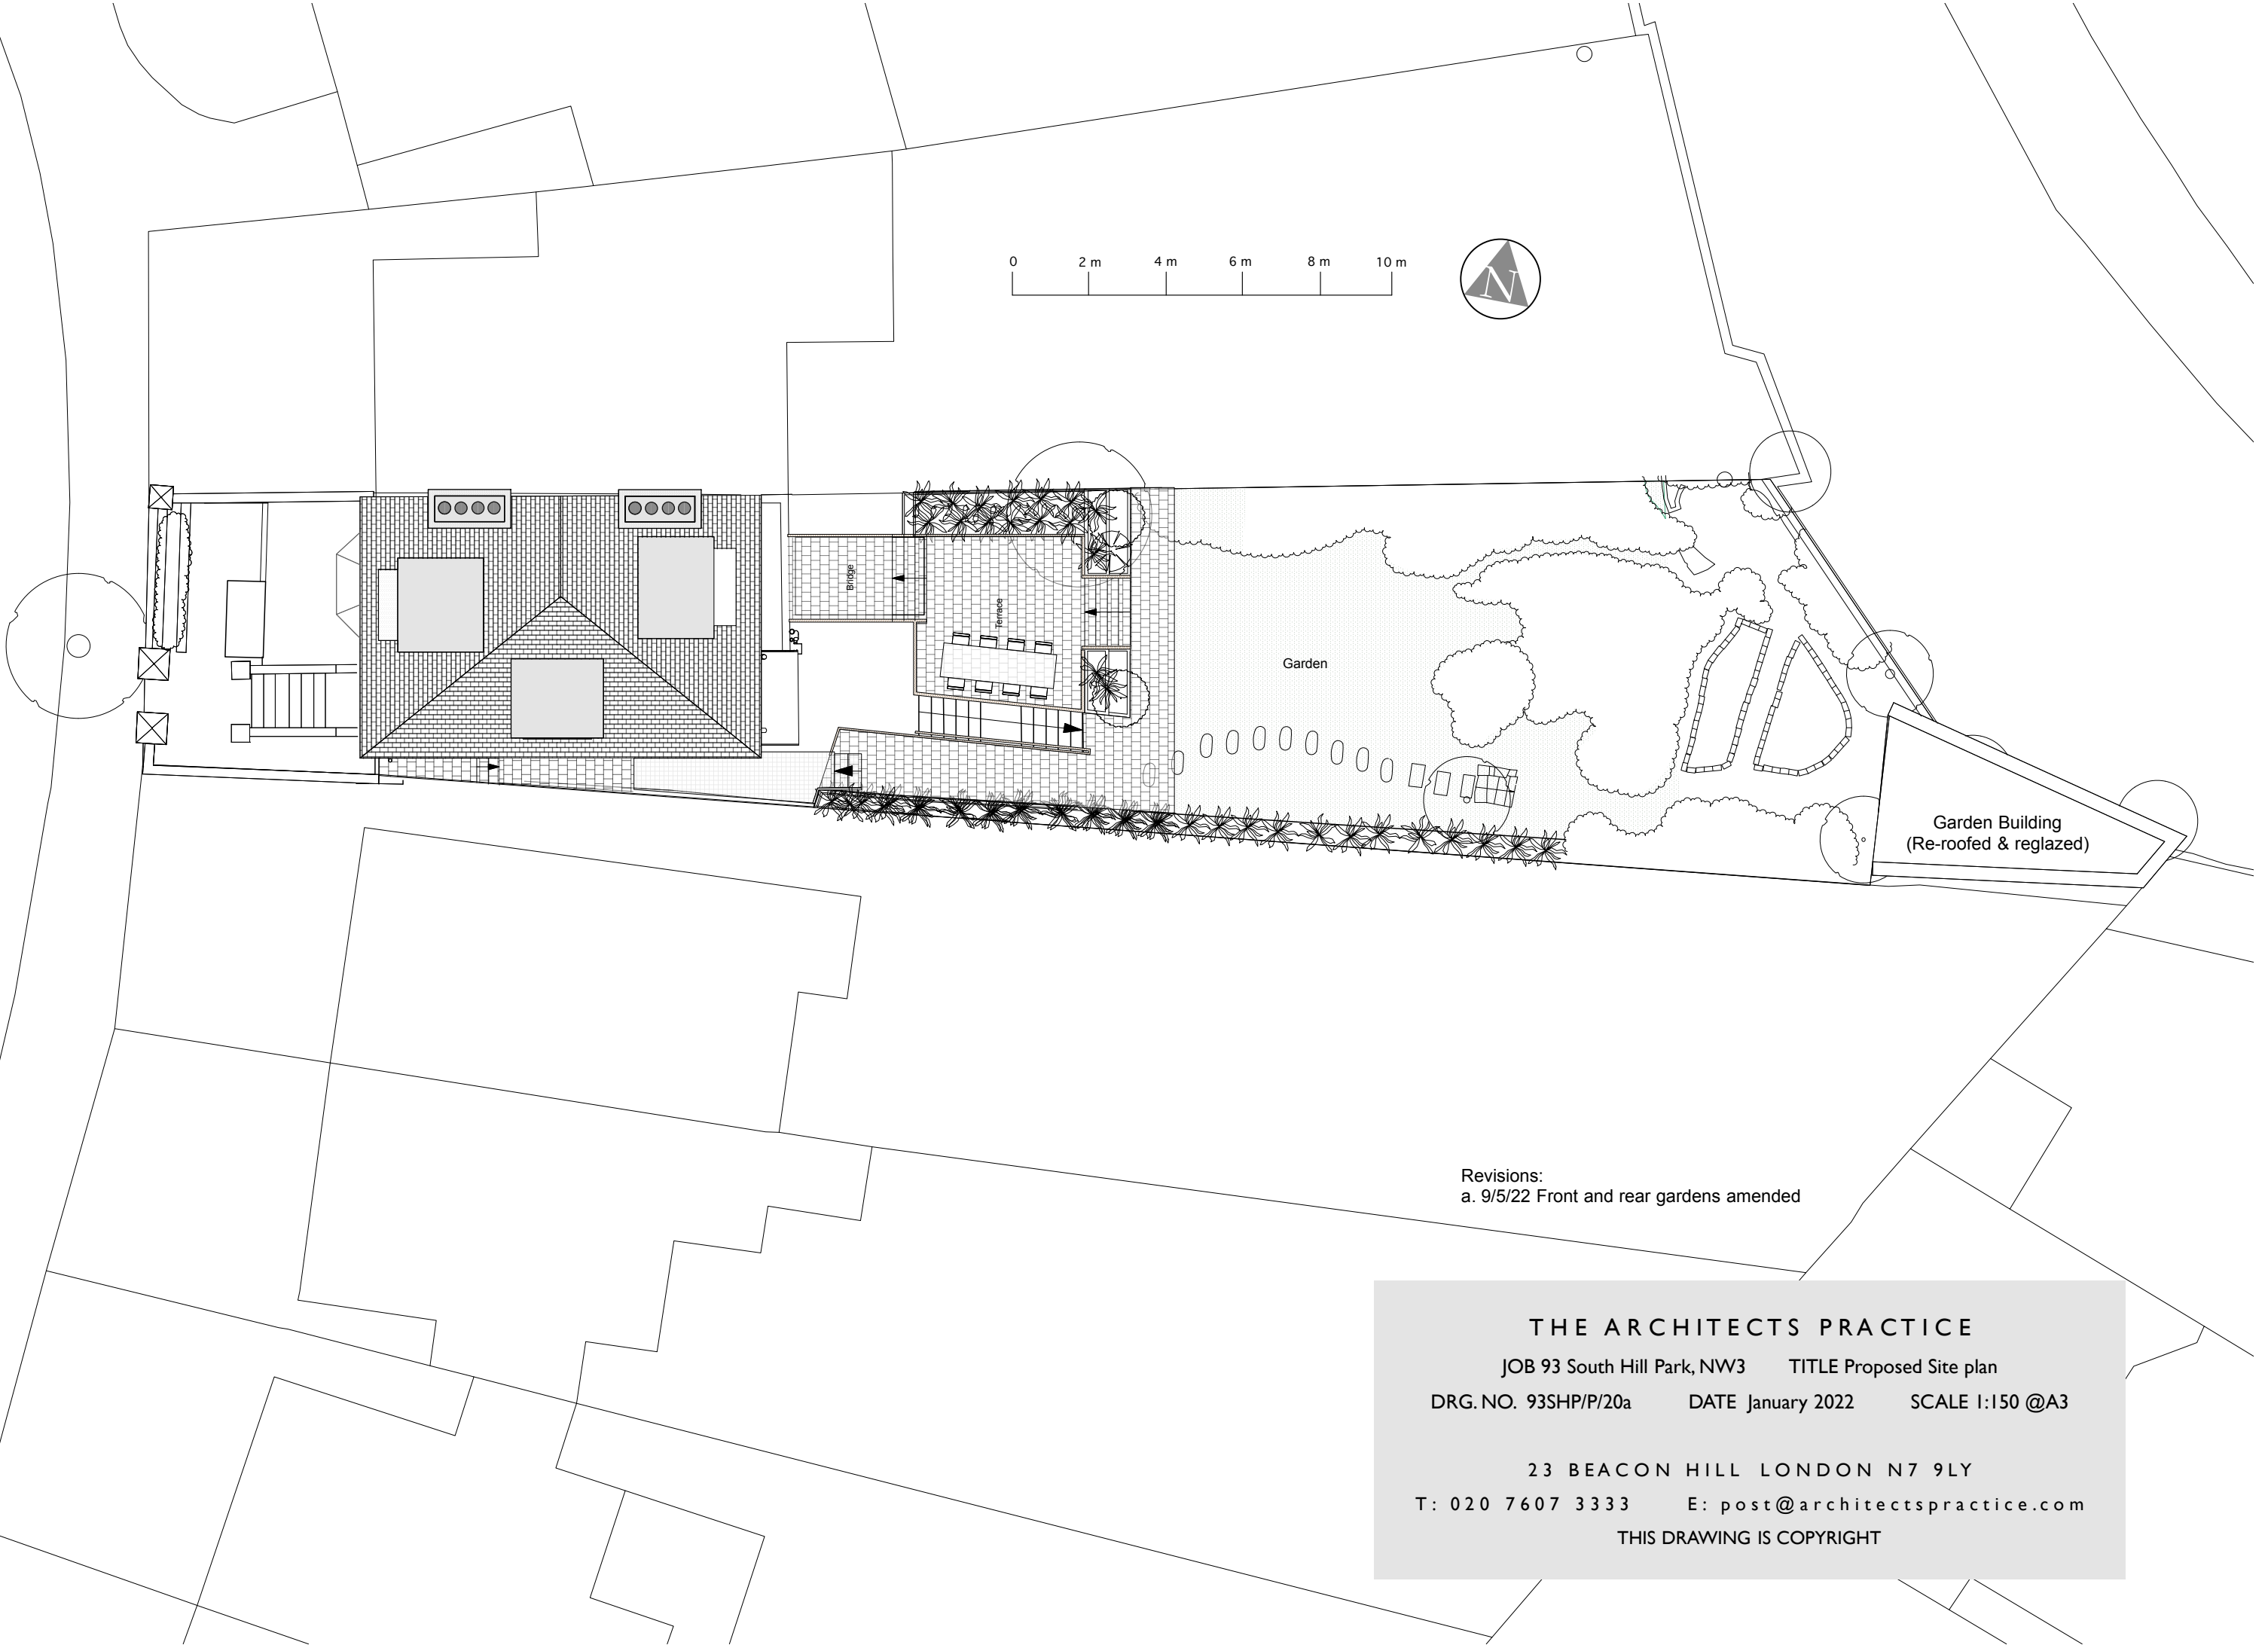 0 2 m 4 m 6 m 8 m 10 m
N
Bridge
Terrace
Garden
Garden Building
(Re-roofed & reglazed)
Revisions:
a. 9/5/22 Front and rear gardens amended
THE ARCHITECTS PRACTICE
JOB 93 South Hill Park, NW3 TITLE Proposed Site plan
DRG. NO. 93SHP/P/20a DATE January 2022 SCALE 1:150 @A3
23 BEACON HILL LONDON N7 9LY
T: 020 7607 3333 E: post@architectspractice.com
THIS DRAWING IS COPYRIGHT